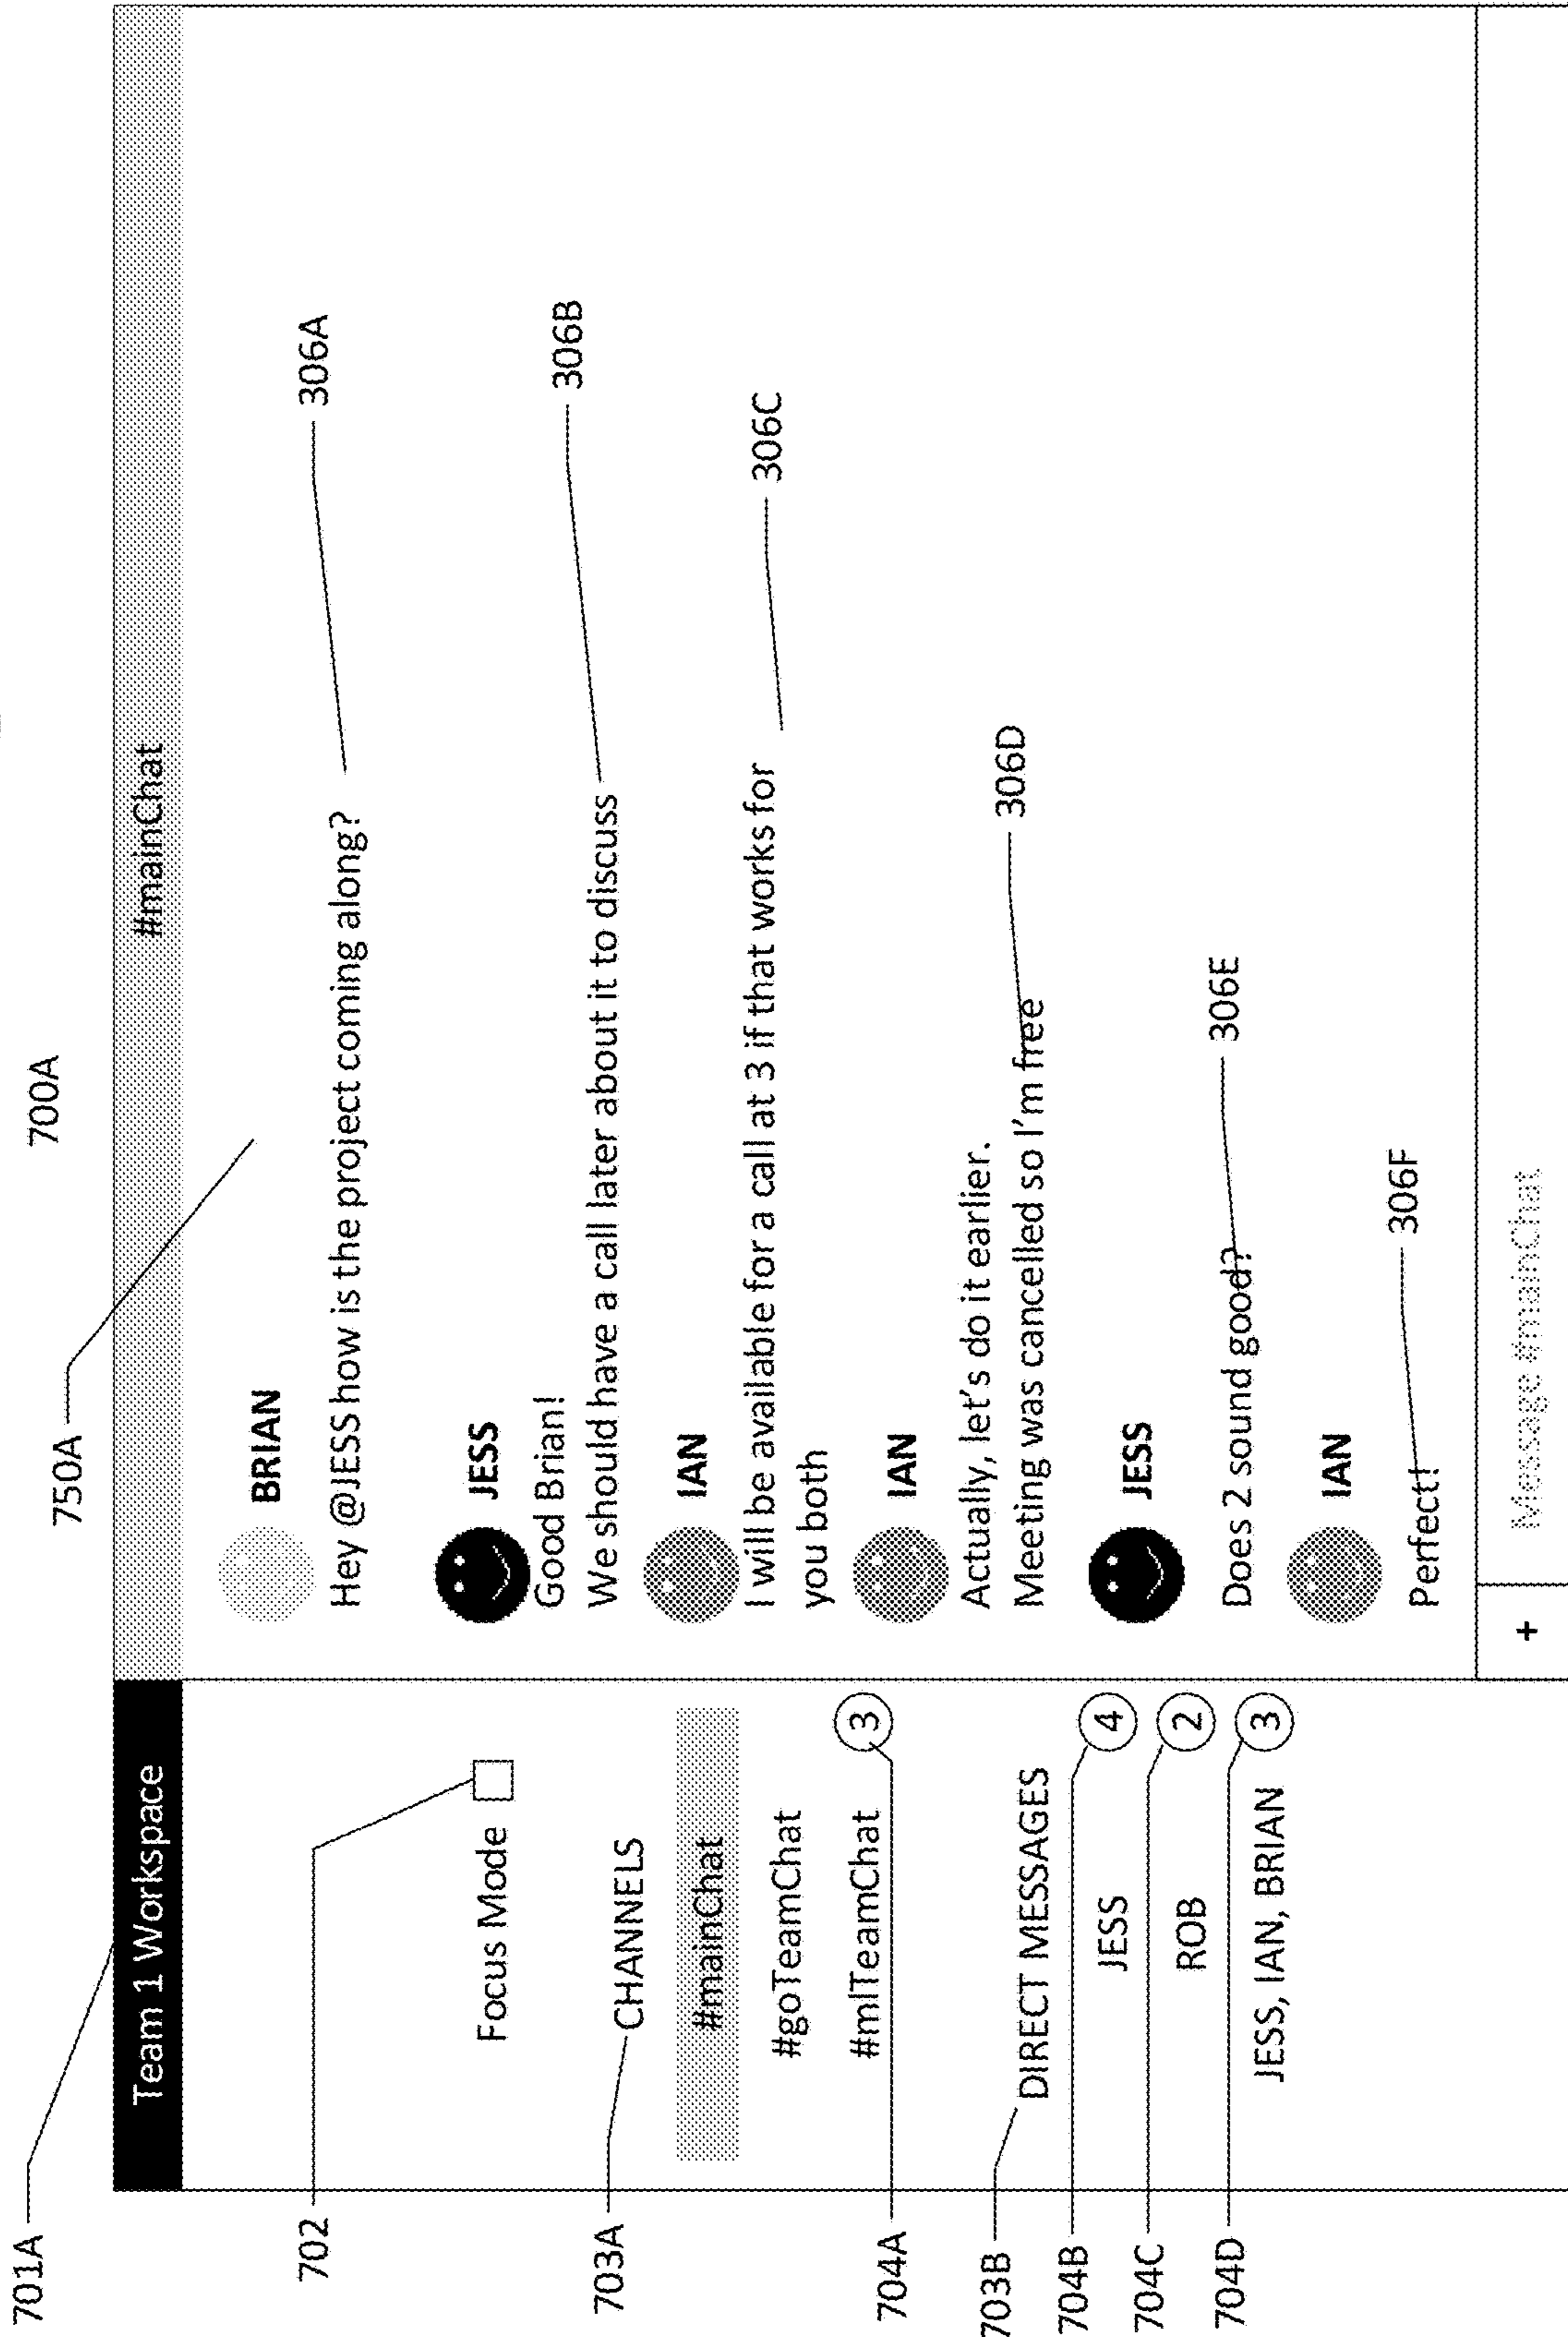 700A
701A
750A
Team 1 Workspace
#mainChat
702
Focus Mode
703A
CHANNELS
#mainChat
#goTeamChat
#mlTeamChat
3
704A
703B
DIRECT MESSAGES
704B
JESS
4
704C
ROB
2
704D
JESS, IAN, BRIAN
3
BRIAN
Hey @JESS how is the project coming along?
306A
JESS
Good Brian!
We should have a call later about it to discuss
306B
IAN
I will be available for a call at 3 if that works for
you both
306C
IAN
Actually, let's do it earlier.
Meeting was cancelled so I'm free
306D
JESS
Does 2 sound good?
306E
IAN
Perfect!
306F
+
Message #mainChat